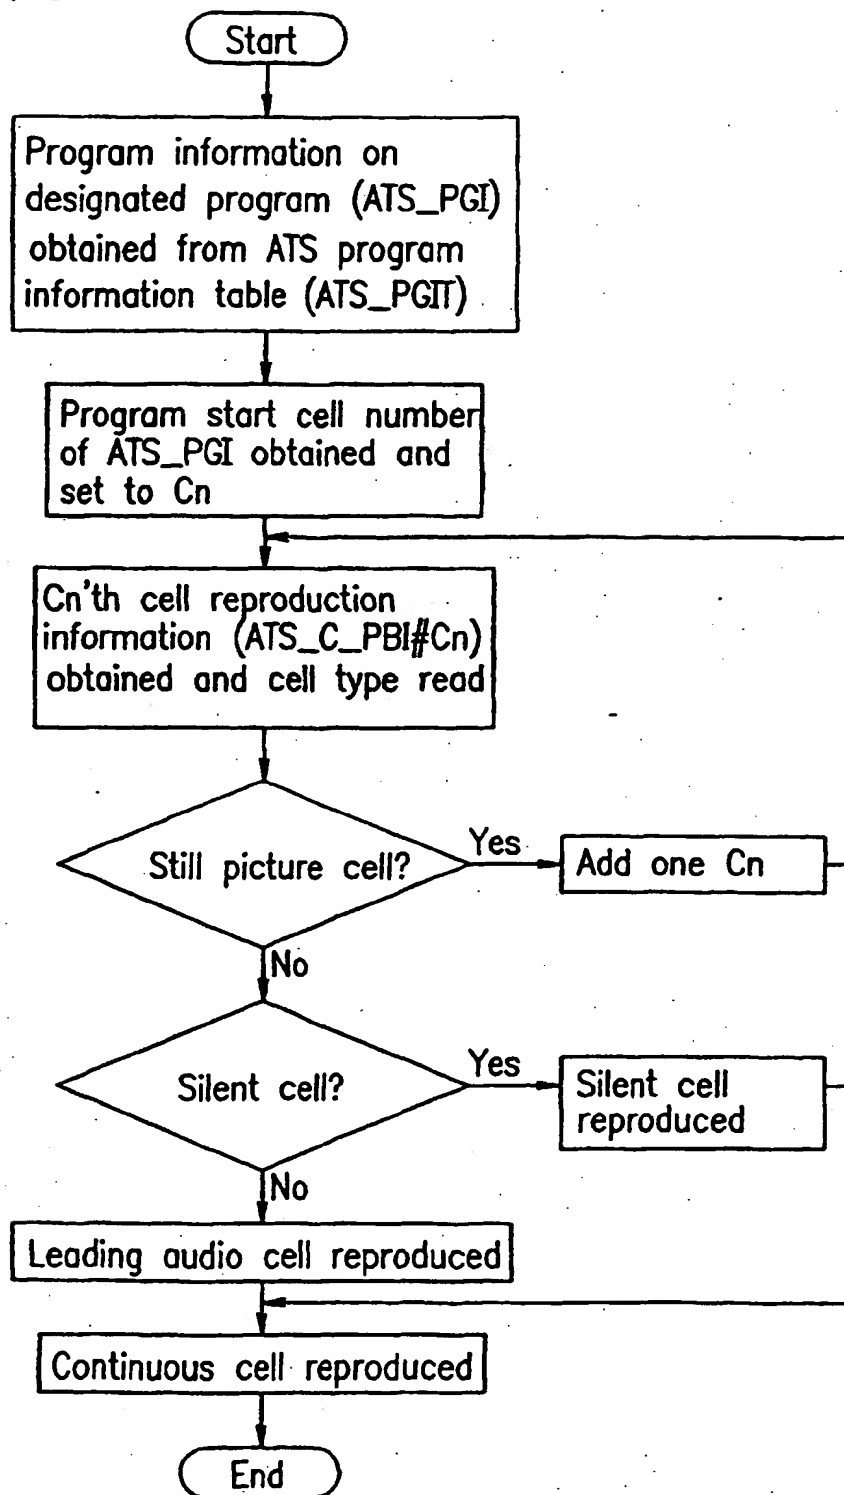 Start
Program information on
designated program (ATS_PGI)
obtained from ATS program
information table (ATS_PGIT)
Program start cell number
of ATS_PGI obtained and
set to Cn
Cn'th cell reproduction
information (ATS_C_PBI#Cn)
obtained and cell type read
Still picture cell?
Yes
Add one Cn
No
Silent cell?
Yes
Silent cell
reproduced
No
Leading audio cell reproduced
Continuous cell reproduced
End